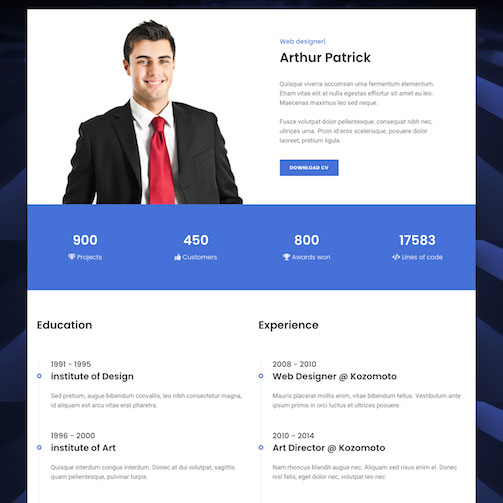 Web designer|
Arthur Patrick
Quisque viverra accumsan urna fermentum elementum.
Etiam vitae elit at nulla egestas efficitur sit amet eu leo.
Maecenas maximus leo sed neque.
Fusce volutpat dolor pellentesque, consequat nibh nec,
ultrices urna. Proin id eros scelerisque, posuere dolor
laoreet, pretium ligula.
DOWNLOAD CV
900
Projects
450
Customers
800
Awards won
17583
Lines of code
Education
1991 - 1995
institute of Design
Sed pretium, augue bibendum convallis, leo nibh consectetur magna,
id aliquam est arcu vitae erat pharetra.
1996 - 2000
institute of Art
Quisque interdum congue interdum. Donec at dui volutpat, sagittis
quam pellentesque, pulvinar turpis.
Experience
2008 - 2010
Web Designer @ Kozomoto
Mauris placerat mollis enim, vitae bibendum tellus. Vestibulum ante
ipsum primis in orci luctus et ultrices posuere.
2010 - 2014
Art Director @ Kozomoto
Nam rhoncus blandit augue nec. Aliquam sed risus enim. Donec
nisl felis, eget dolor nec, volutpat leo.